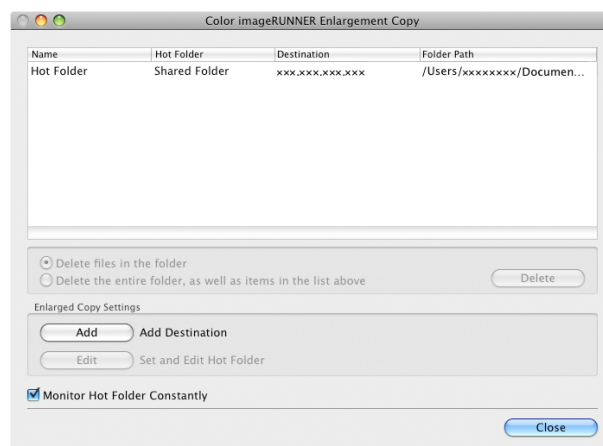 Color imageRUNNER Enlargement Copy
Name Hot Folder Destination Folder Path
Hot Folder Shared Folder xxx.xxx.xxx.xxx /Users/xxxxxxxx/Documen...
Delete files in the folder
Delete the entire folder, as well as items in the list above Delete
Enlarged Copy Settings
Add Add Destination
Edit Set and Edit Hot Folder
Monitor Hot Folder Constantly
Close